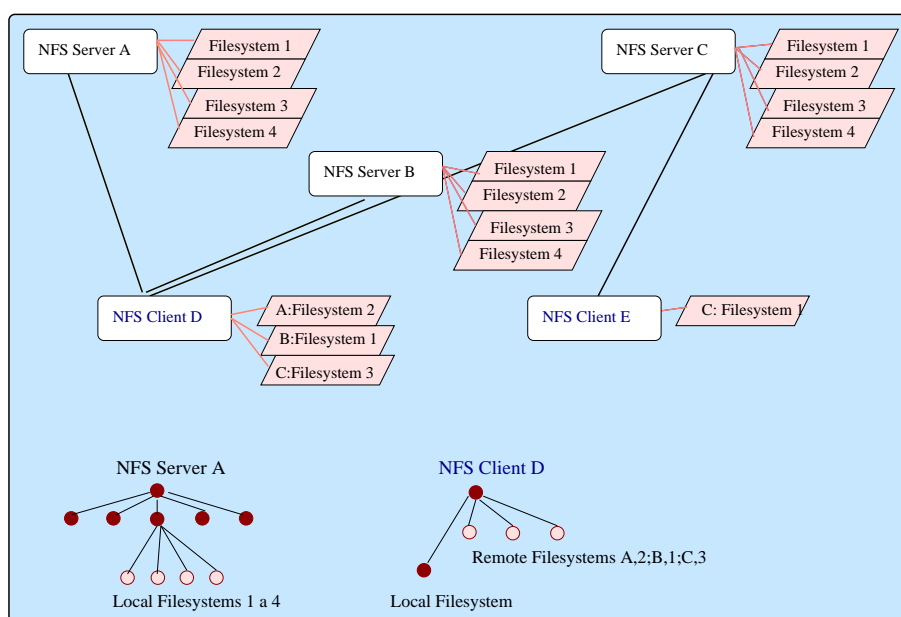 NFS Server A
Filesystem 1
Filesystem 2
Filesystem 3
Filesystem 4
NFS Server C
Filesystem 1
Filesystem 2
Filesystem 3
Filesystem 4
NFS Server B
Filesystem 1
Filesystem 2
Filesystem 3
Filesystem 4
NFS Client D
A:Filesystem 2
B:Filesystem 1
C:Filesystem 3
NFS Client E
C: Filesystem 1
NFS Server A
Local Filesystems 1 a 4
NFS Client D
Remote Filesystems A,2;B,1;C,3
Local Filesystem